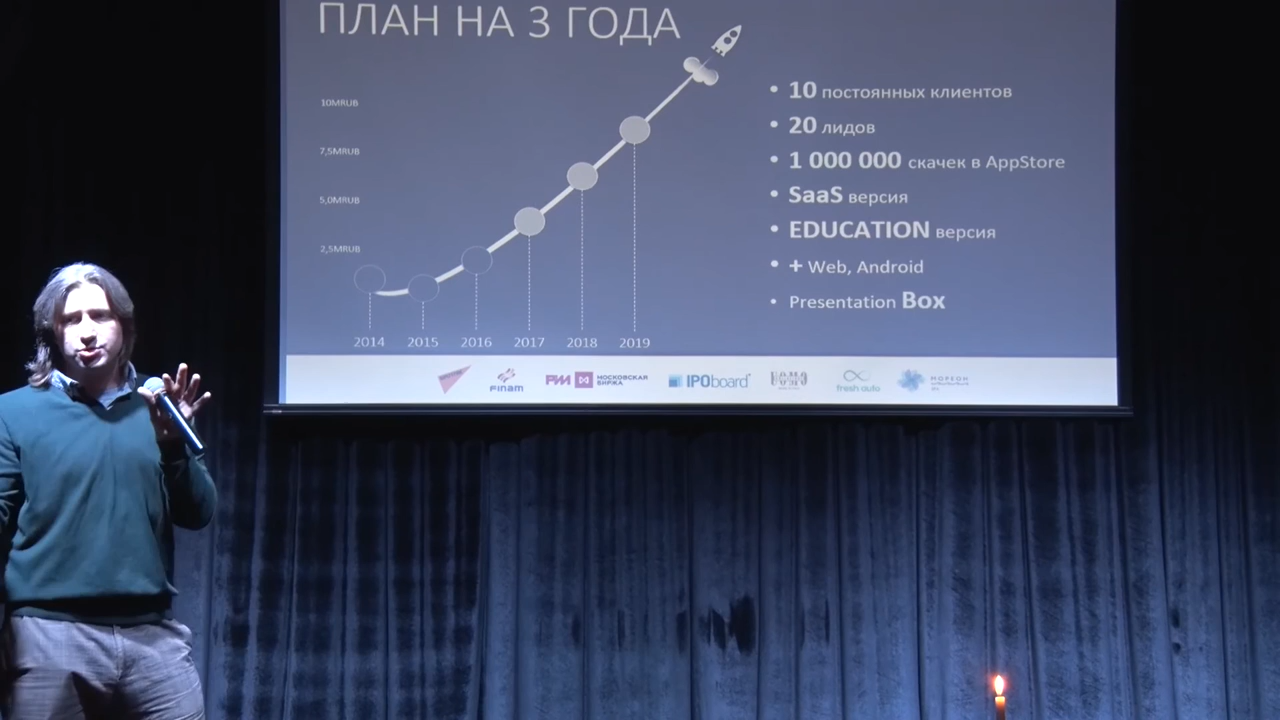 ПЛАН НА 3 ГОДА
10MRUB
7,5MRUB
5,0MRUB
2,5MRUB
2014 2015 2016 2017 2018 2019
• 10 постоянных клиентов
• 20 лидов
• 1 000 000 скачек в AppStore
• SaaS версия
• EDUCATION версия
• + Web, Android
• Presentation Box
FINAM
РИИ МОСКОВСКАЯ БИРЖА
IPOboard
fresh auto
МОРЕОН